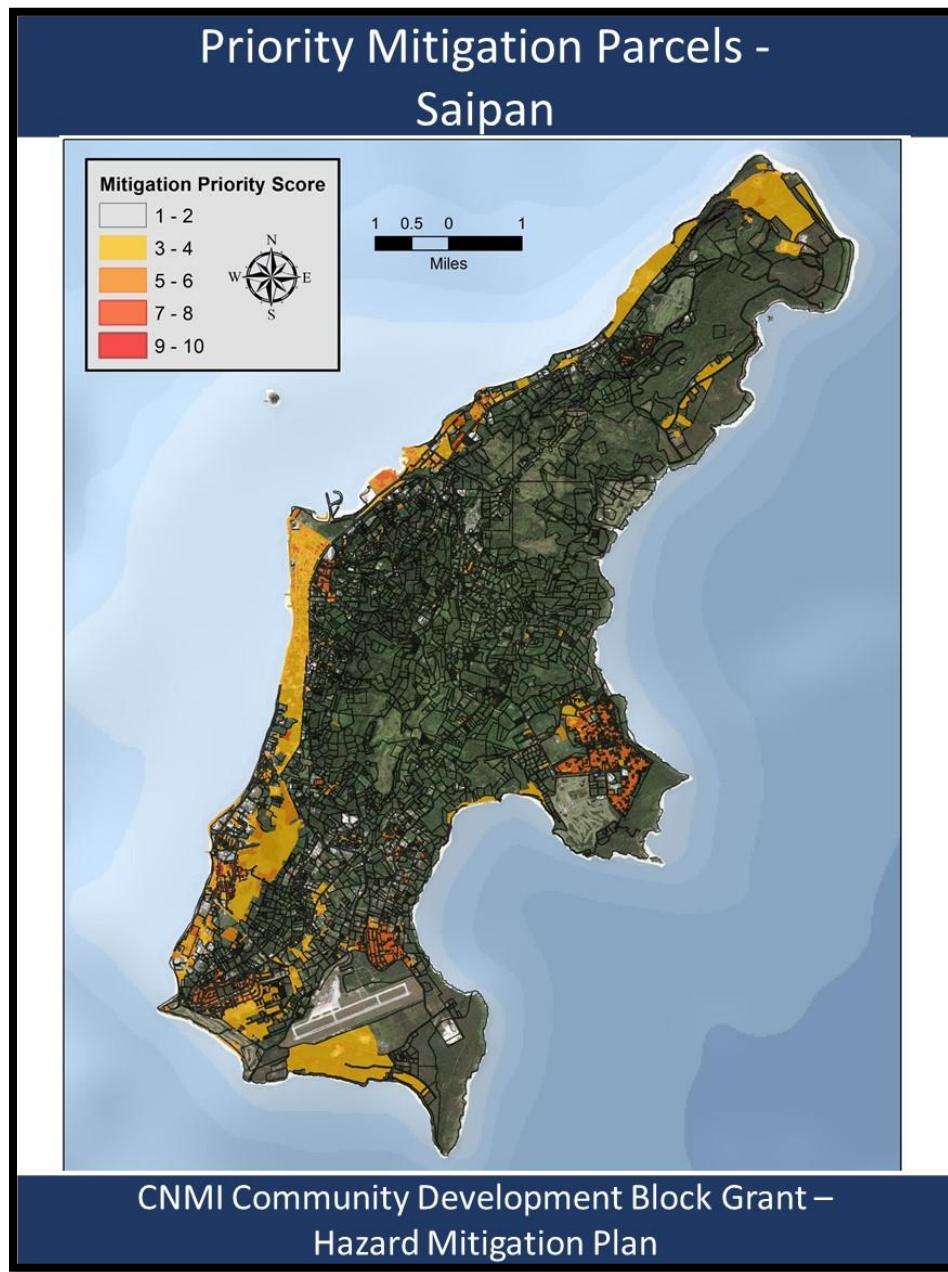 Priority Mitigation Parcels -
Saipan
Mitigation Priority Score
1 - 2
3 - 4
5 - 6
7 - 8
9 - 10
N
W
E
S
1 0.5 0 1
Miles
CNMI Community Development Block Grant –
Hazard Mitigation Plan